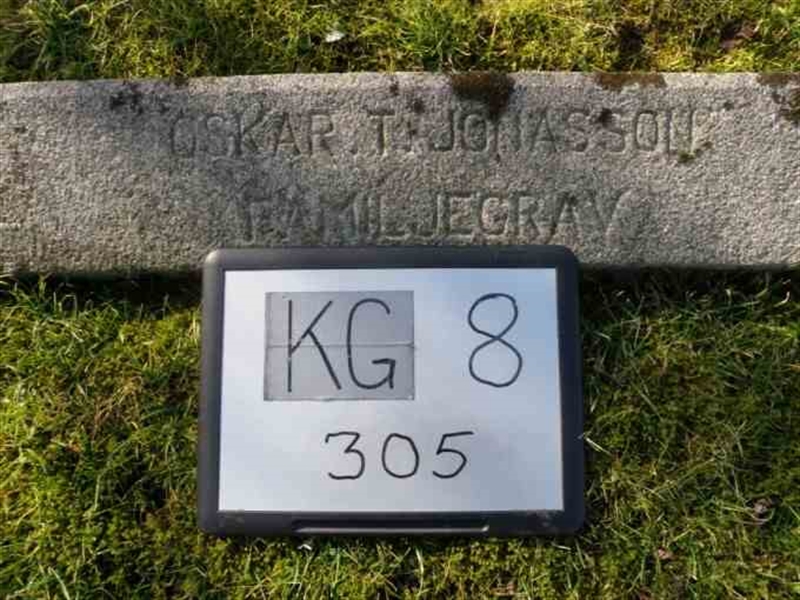 OSKAR. T. JONASSON
FAMILJEGRAV
KG 8
305